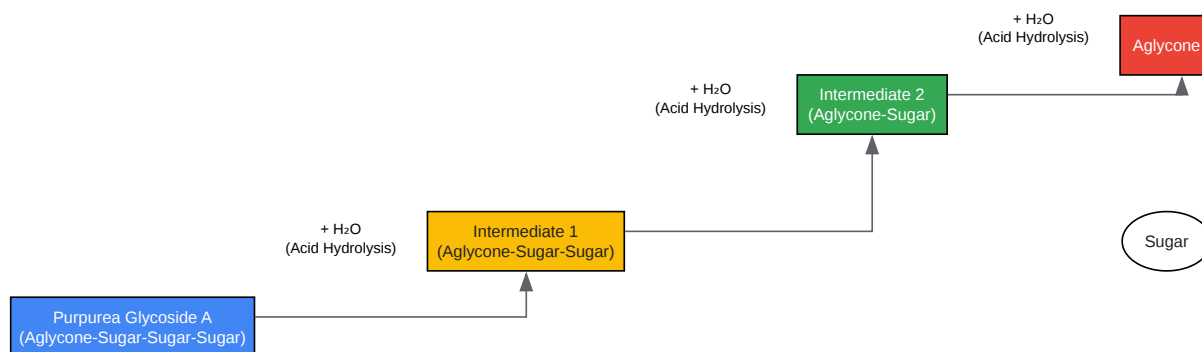 + H₂O
(Acid Hydrolysis)
Aglycone
+ H₂O
(Acid Hydrolysis)
Intermediate 2
(Aglycone-Sugar)
+ H₂O
(Acid Hydrolysis)
Intermediate 1
(Aglycone-Sugar-Sugar)
Sugar
Purpurea Glycoside A
(Aglycone-Sugar-Sugar-Sugar)